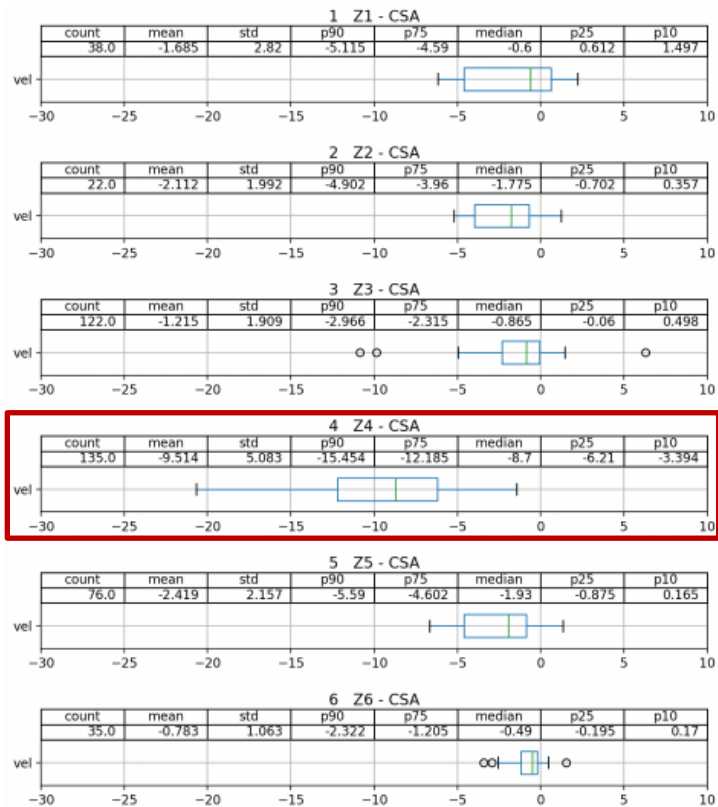 1 Z1 - CSA
count mean std p90 p75 median p25 p10
38.0 -1.685 2.82 -5.115 -4.59 -0.6 0.612 1.497
vel
−30 −25 −20 −15 −10 −5 0 5 10
2 Z2 - CSA
count mean std p90 p75 median p25 p10
22.0 -2.112 1.992 -4.902 -3.96 -1.775 -0.702 0.357
vel
−30 −25 −20 −15 −10 −5 0 5 10
3 Z3 - CSA
count mean std p90 p75 median p25 p10
122.0 -1.215 1.909 -2.966 -2.315 -0.865 -0.06 0.498
vel
−30 −25 −20 −15 −10 −5 0 5 10
4 Z4 - CSA
count mean std p90 p75 median p25 p10
135.0 -9.514 5.083 -15.454 -12.185 -8.7 -6.21 -3.394
vel
−30 −25 −20 −15 −10 −5 0 5 10
5 Z5 - CSA
count mean std p90 p75 median p25 p10
76.0 -2.419 2.157 -5.59 -4.602 -1.93 -0.875 0.165
vel
−30 −25 −20 −15 −10 −5 0 5 10
6 Z6 - CSA
count mean std p90 p75 median p25 p10
35.0 -0.783 1.063 -2.322 -1.205 -0.49 -0.195 0.17
vel
−30 −25 −20 −15 −10 −5 0 5 10